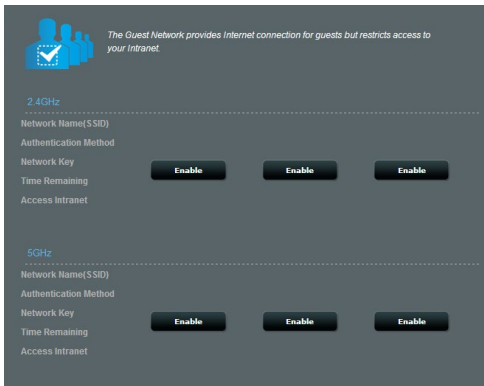 The Guest Network provides Internet connection for guests but restricts access to
your Intranet.
2.4GHz
Network Name(SSID)
Authentication Method
Network Key
Enable Enable Enable
Time Remaining
Access Intranet
5GHz
Network Name(SSID)
Authentication Method
Network Key
Enable Enable Enable
Time Remaining
Access Intranet